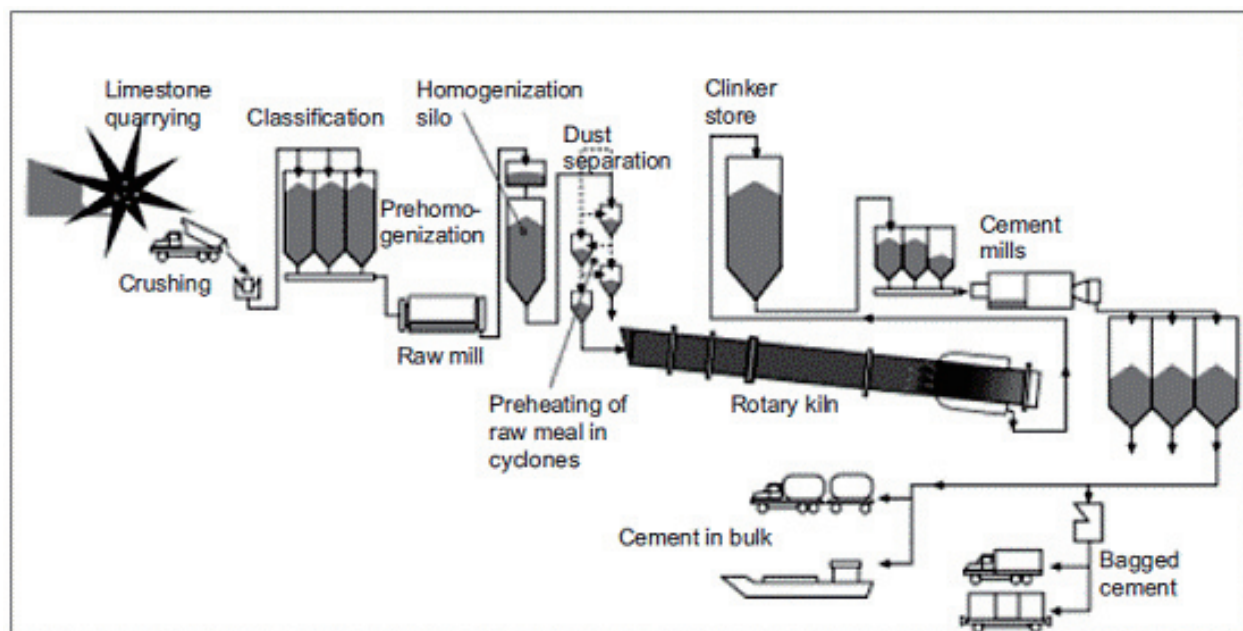 Limestone
quarrying
Classification
Homogenization
silo
Dust
separation
Clinker
store
Prehomo-
genization
Cement
mills
Crushing
Raw mill
Preheating of
raw meal in
cyclones
Rotary kiln
Cement in bulk
Bagged
cement